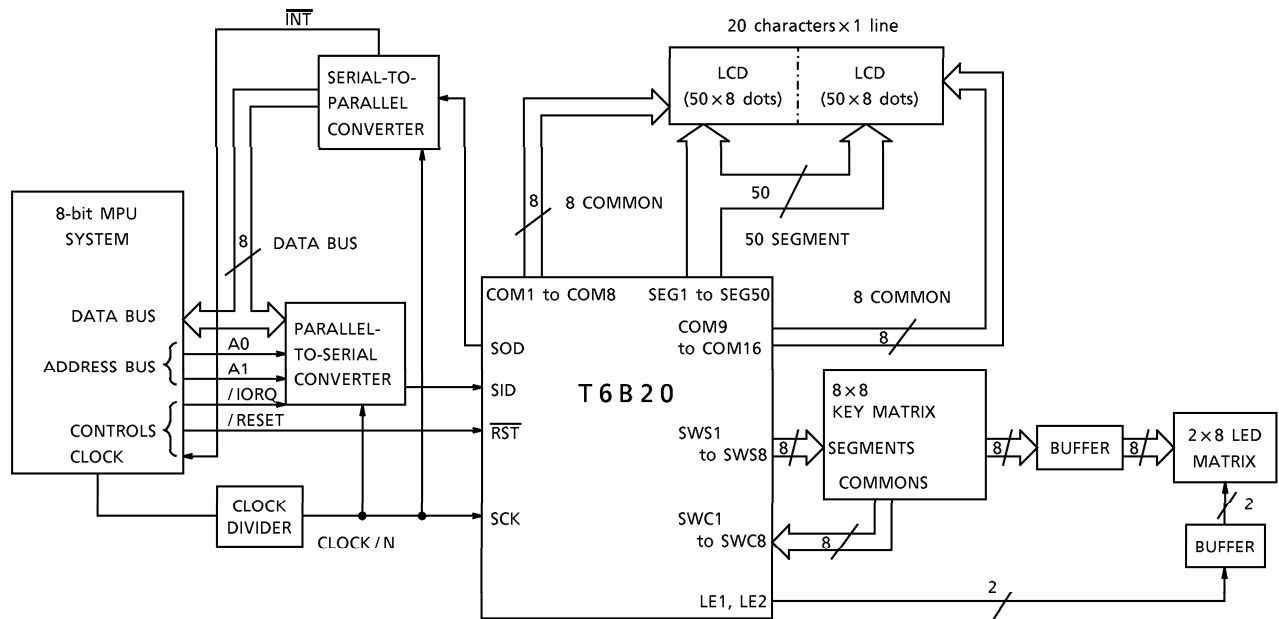 INT
20 characters×1 line
SERIAL-TO-
PARALLEL
CONVERTER
LCD
(50×8 dots)
LCD
(50×8 dots)
8
8 COMMON
50
50 SEGMENT
8-bit MPU
SYSTEM
8
DATA BUS
DATA BUS
ADDRESS BUS
A0
A1
/IORQ
/RESET
CONTROLS
CLOCK
PARALLEL-
TO-SERIAL
CONVERTER
CLOCK
DIVIDER
CLOCK/N
COM1 to COM8
SEG1 to SEG50
COM9
to COM16
SOD
SID
RST
SCK
T6B20
8 COMMON
8
SWS1
to SWS8
8
SWC1
to SWC8
8
LE1, LE2
2
8×8
KEY MATRIX
SEGMENTS
COMMONS
8
BUFFER
8
2×8 LED
MATRIX
2
BUFFER